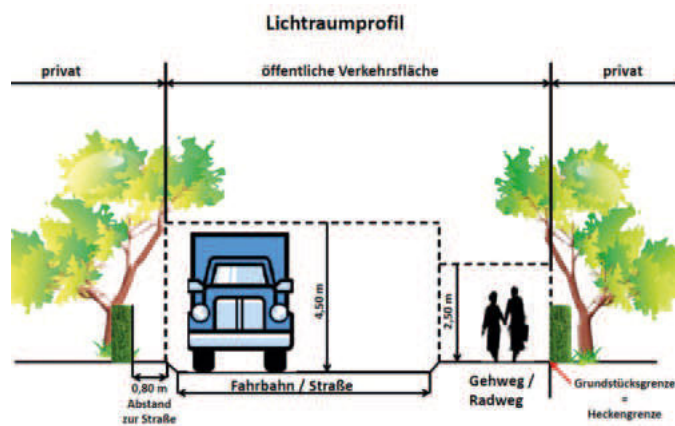 Lichtraumprofil
privat
öffentliche Verkehrsfläche
privat
4,50 m
2,50 m
0,80 m
Abstand
zur Straße
Fahrbahn / Straße
Gehweg /
Radweg
Grundstücksgrenze
=
Heckengrenze